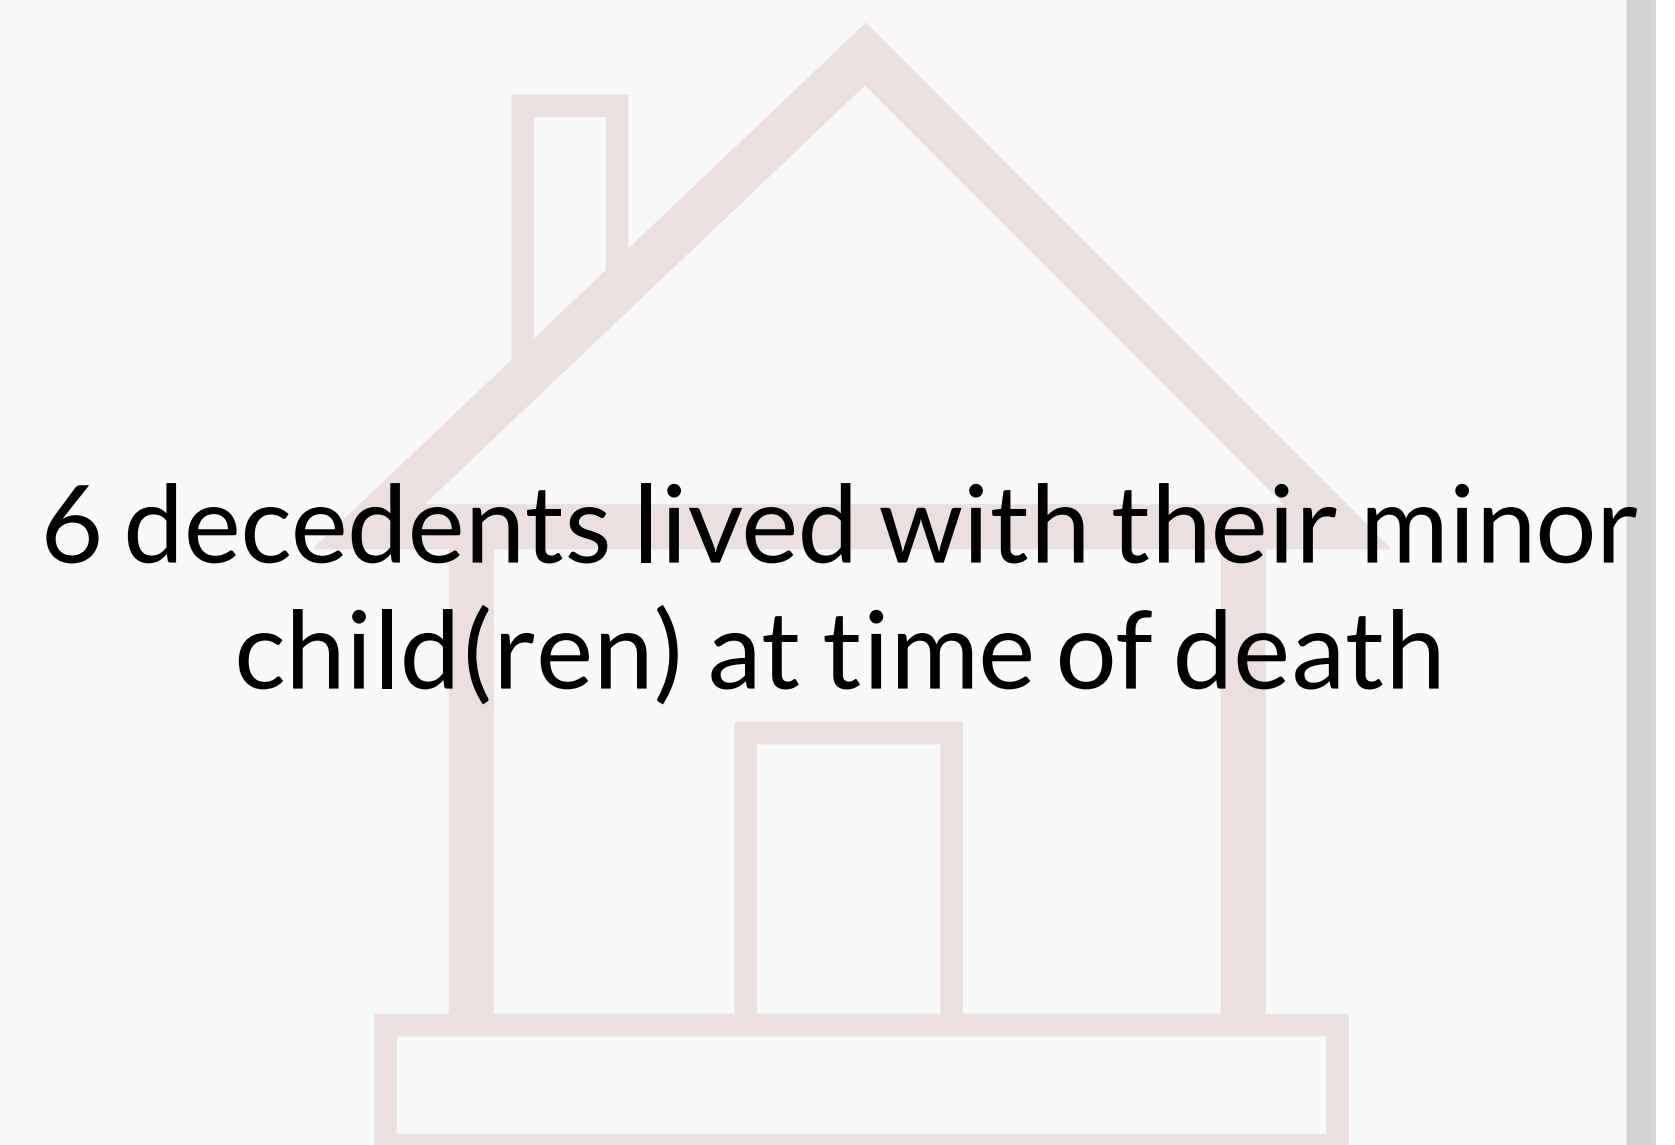 6 decedents lived with their minor
child(ren) at time of death